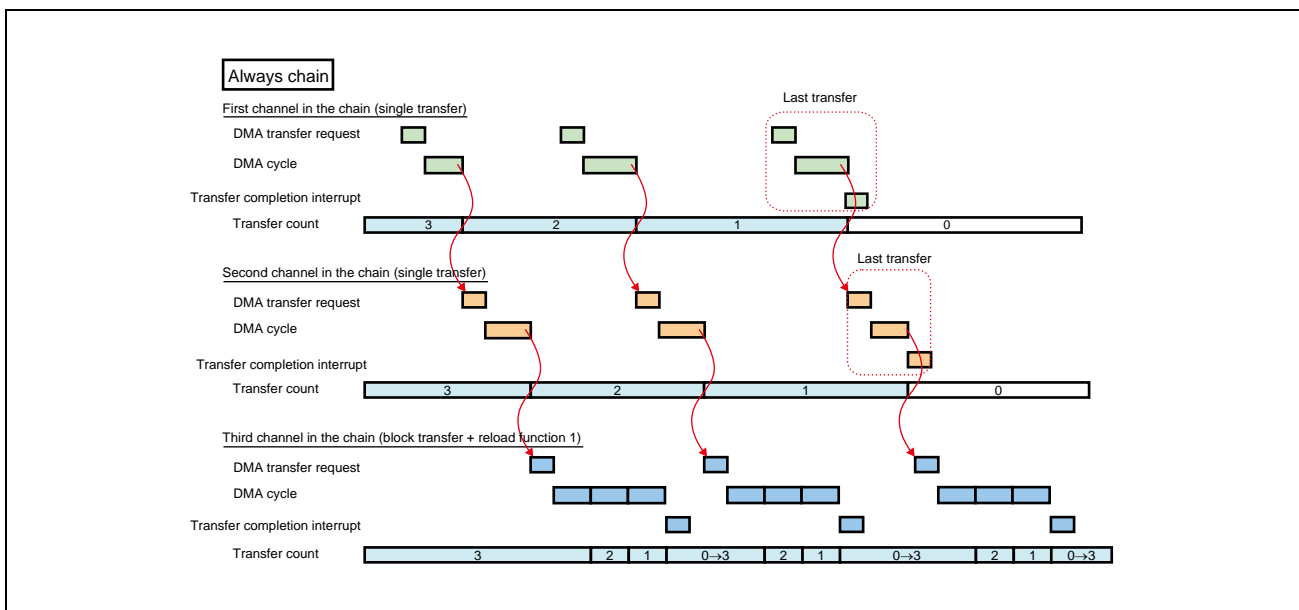 Always chain
First channel in the chain (single transfer)
Last transfer
DMA transfer request
DMA cycle
Transfer completion interrupt
Transfer count
3
2
1
0
Second channel in the chain (single transfer)
Last transfer
DMA transfer request
DMA cycle
Transfer completion interrupt
Transfer count
3
2
1
0
Third channel in the chain (block transfer + reload function 1)
DMA transfer request
DMA cycle
Transfer completion interrupt
Transfer count
3
2
1
0→3
2
1
0→3
2
1
0→3